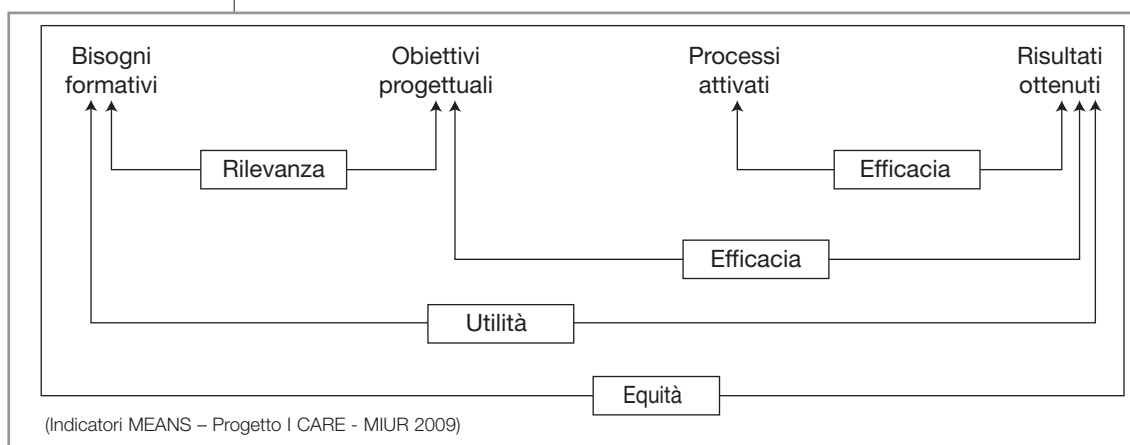 Bisogni
formativi
Obiettivi
progettuali
Processi
attivati
Risultati
ottenuti
Rilevanza
Efficacia
Efficacia
Utilità
Equità
(Indicatori MEANS – Progetto I CARE - MIUR 2009)